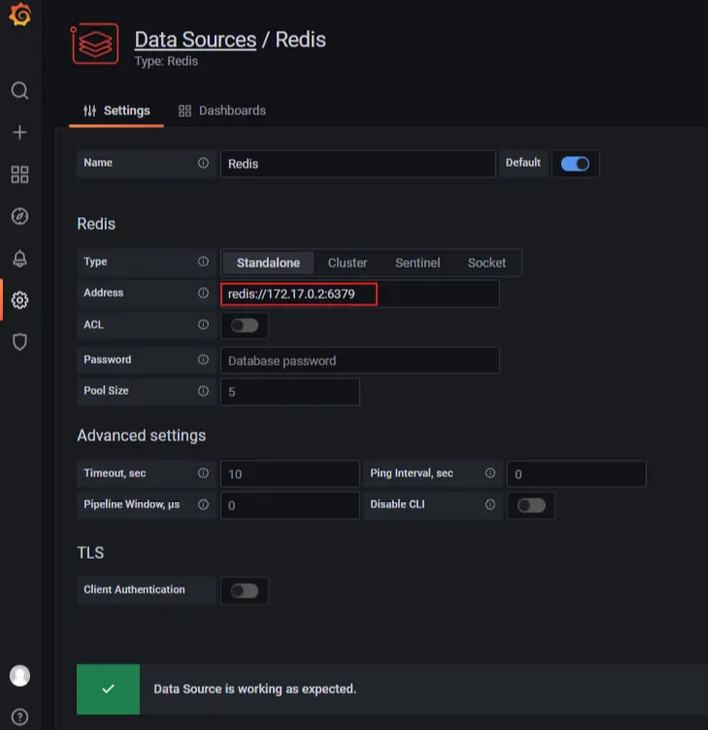 Data Sources / Redis
Type: Redis
Settings Dashboards
Name Redis Default
Redis
Type Standalone Cluster Sentinel Socket
Address redis://172.17.0.2:6379
ACL
Password Database password
Pool Size 5
Advanced settings
Timeout, sec 10 Ping Interval, sec 0
Pipeline Window, µs 0 Disable CLI
TLS
Client Authentication
Data Source is working as expected.